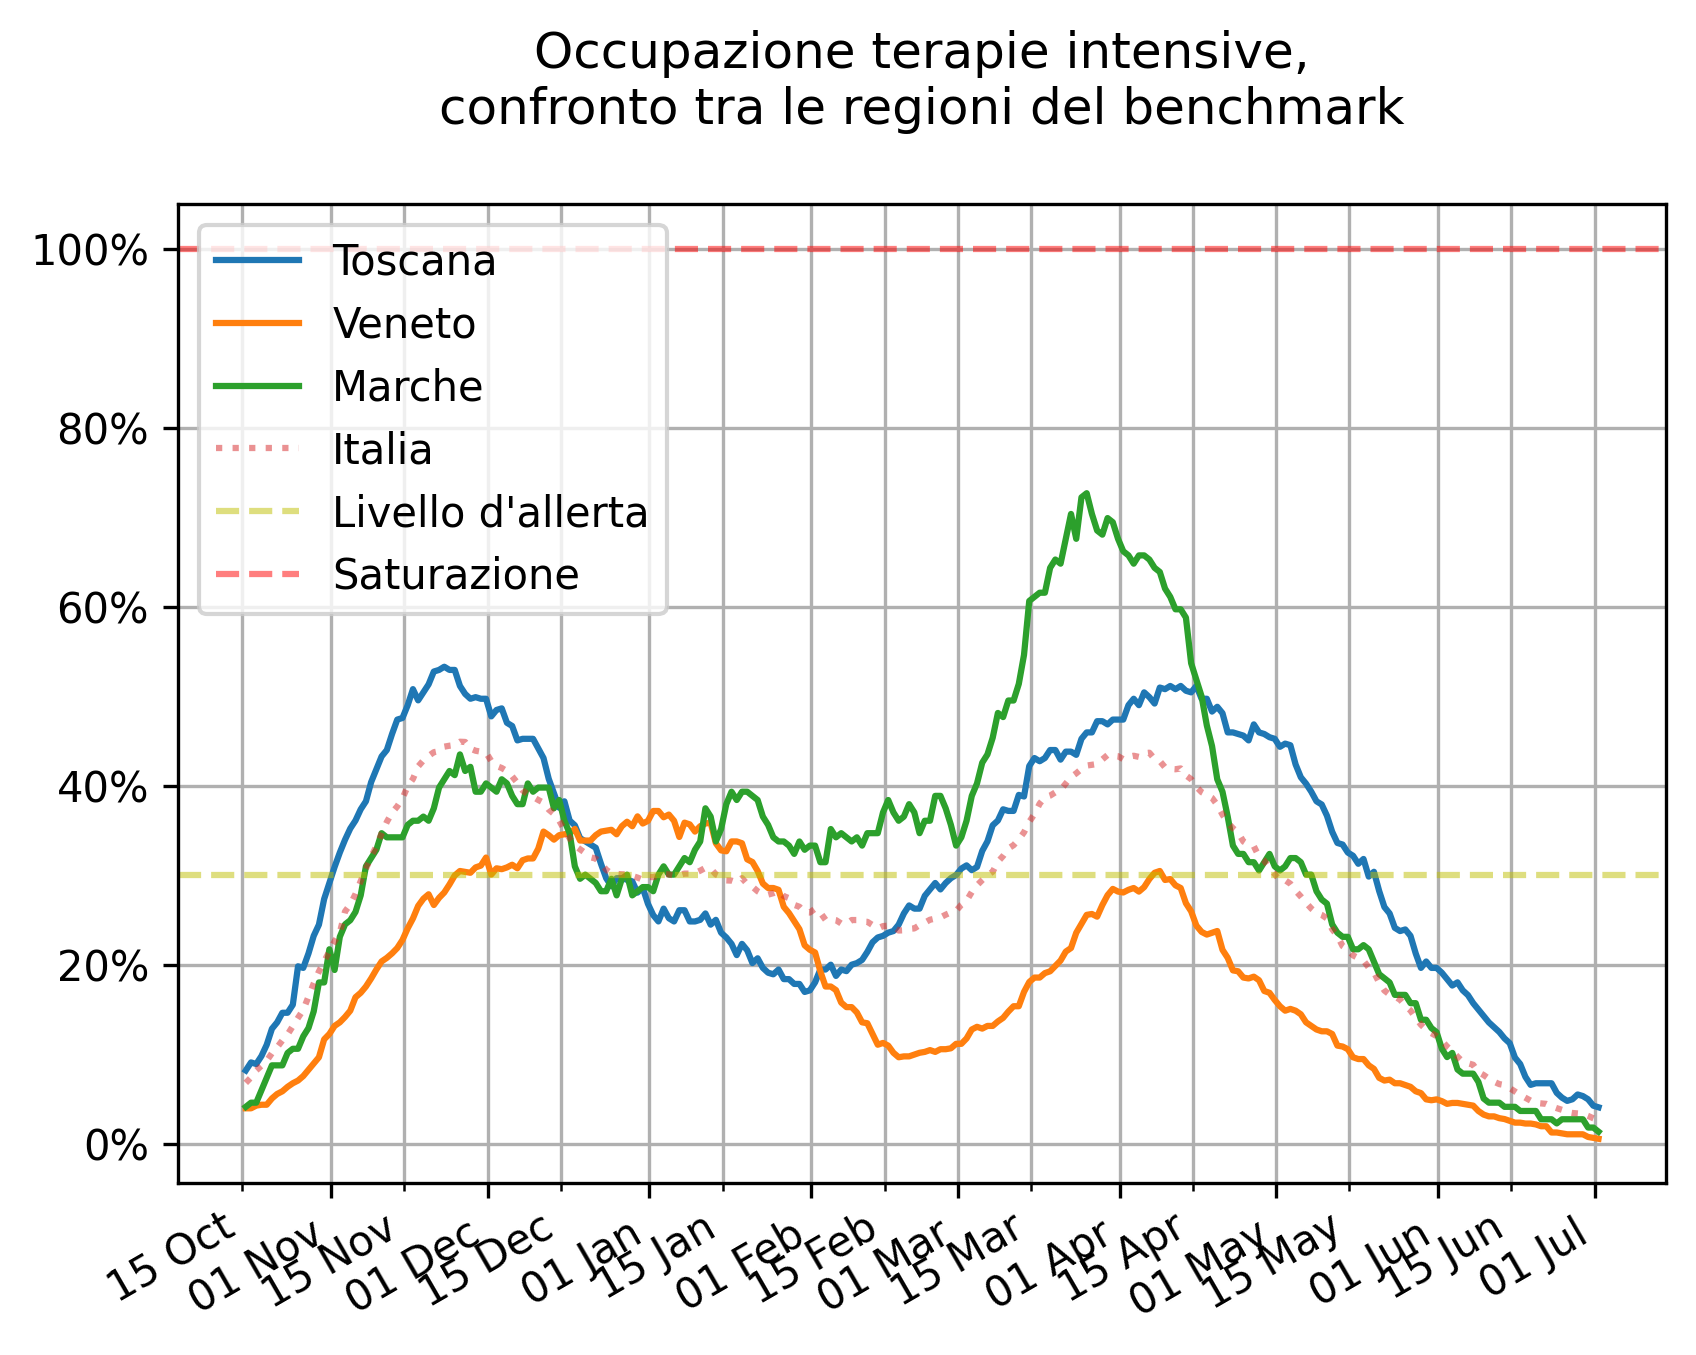 Occupazione terapie intensive,
confronto tra le regioni del benchmark
100%
80%
60%
40%
20%
0%
Toscana
Veneto
Marche
Italia
Livello d'allerta
Saturazione
15 Oct
01 Nov
15 Nov
01 Dec
15 Dec
01 Jan
15 Jan
01 Feb
15 Feb
01 Mar
15 Mar
01 Apr
15 Apr
01 May
15 May
01 Jun
15 Jun
01 Jul